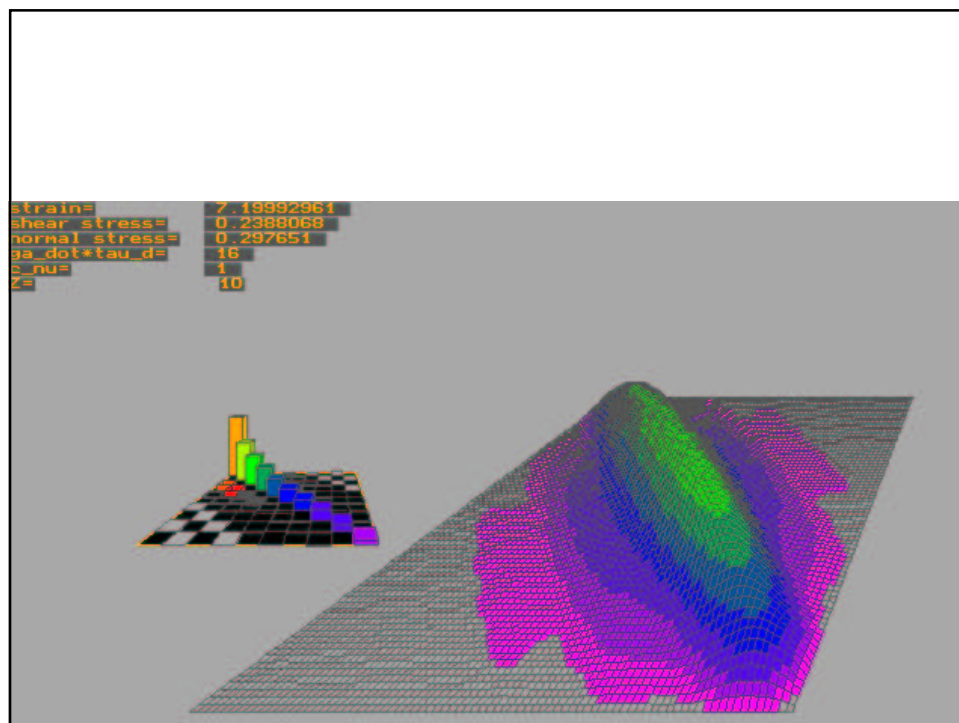 strain= 7.19992961
shear stress= 0.2388068
normal stress= 0.297651
ga_dot*tau_d= 16
c_nu= 1
Z= 10